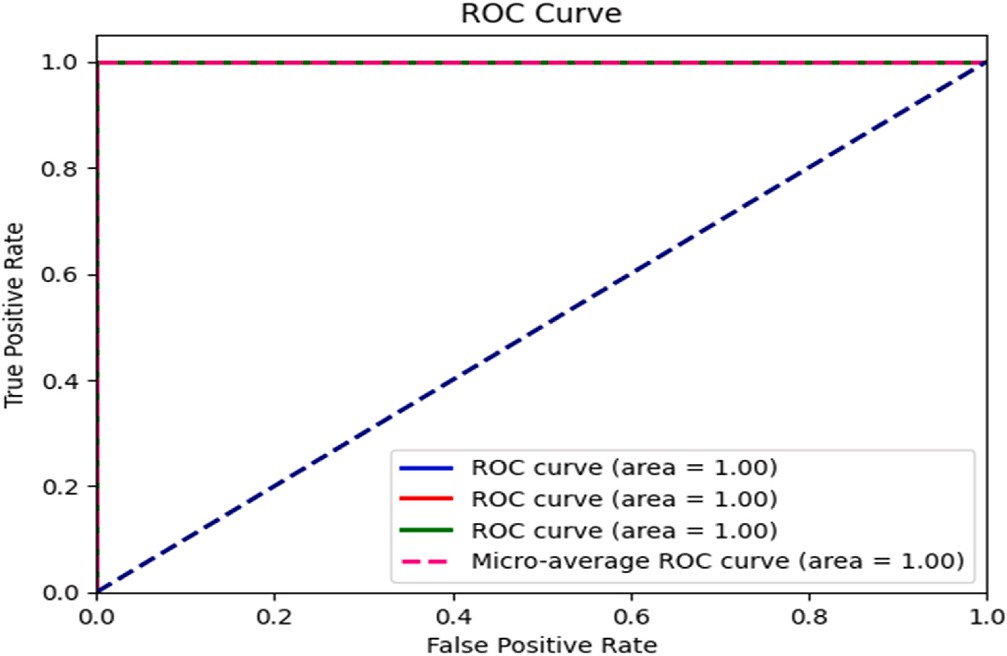 ROC Curve
1.0
0.8
0.6
0.4
0.2
0.0
True Positive Rate
ROC curve (area = 1.00)
ROC curve (area = 1.00)
ROC curve (area = 1.00)
Micro-average ROC curve (area = 1.00)
0.0 0.2 0.4 0.6 0.8 1.0
False Positive Rate